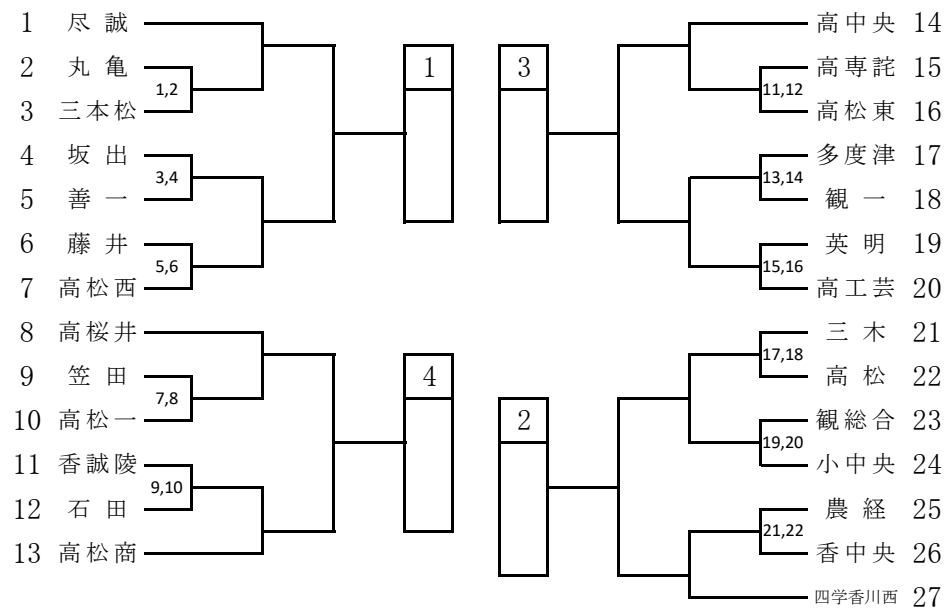 1 尽誠
2 丸亀
1,2
3 三本松
4 坂出
3,4
5 善一
6 藤井
5,6
7 高松西
8 高桜井
9 笠田
7,8
10 高松一
11 香誠陵
9,10
12 石田
13 高松商
1
4
3
2
高中央 14
高専詫 15
11,12
高松東 16
多度津 17
13,14
観一 18
英明 19
15,16
高工芸 20
三木 21
17,18
高松 22
観総合 23
19,20
小中央 24
農経 25
21,22
香中央 26
四学香川西 27